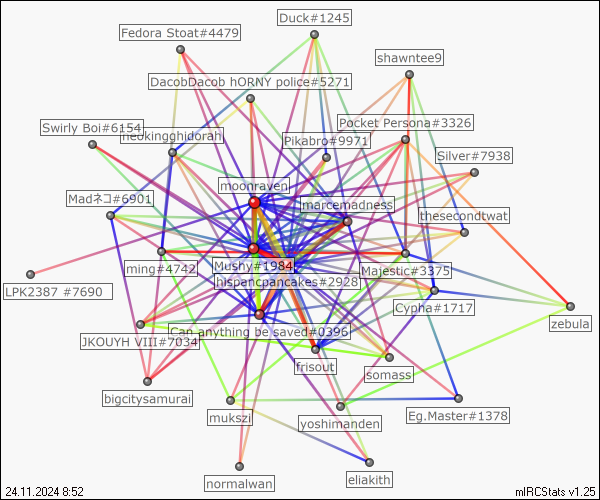 Duck#1245
Fedora Stoat#4479
shawntee9
DacobDacob hORNY police#5271
Pocket Persona#3326
Swirly Boi#6154
neokingghidorah
Pikabro#9971
Silver#7938
moonraven
Madネコ#6901
marcemadness
thesecondtwat
Mushy#1984
ming#4742
Majestic#3375
hispancpancakes#2928
LPK2387 #7690
Cypha#1717
Can anything be saved#0396
zebula
JKOUYH VIII#7034
frisout
somass
bigcitysamurai
mukszi
yoshimanden
Eg.Master#1378
normalwan
eliakith
24.11.2024 8:52
mIRCStats v1.25